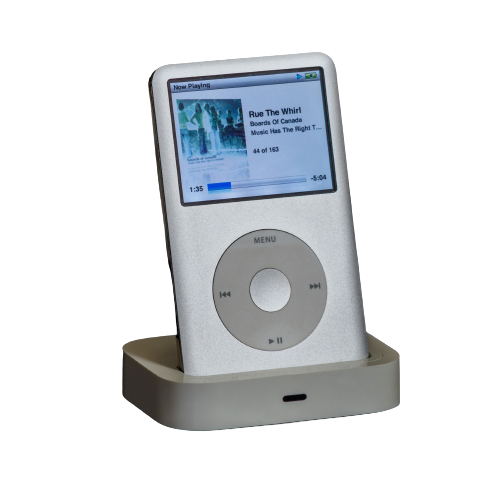 Now Playing
Rue The Whirl
Boards Of Canada
Music Has The Right T...
44 of 163
1:35
-5:04
MENU